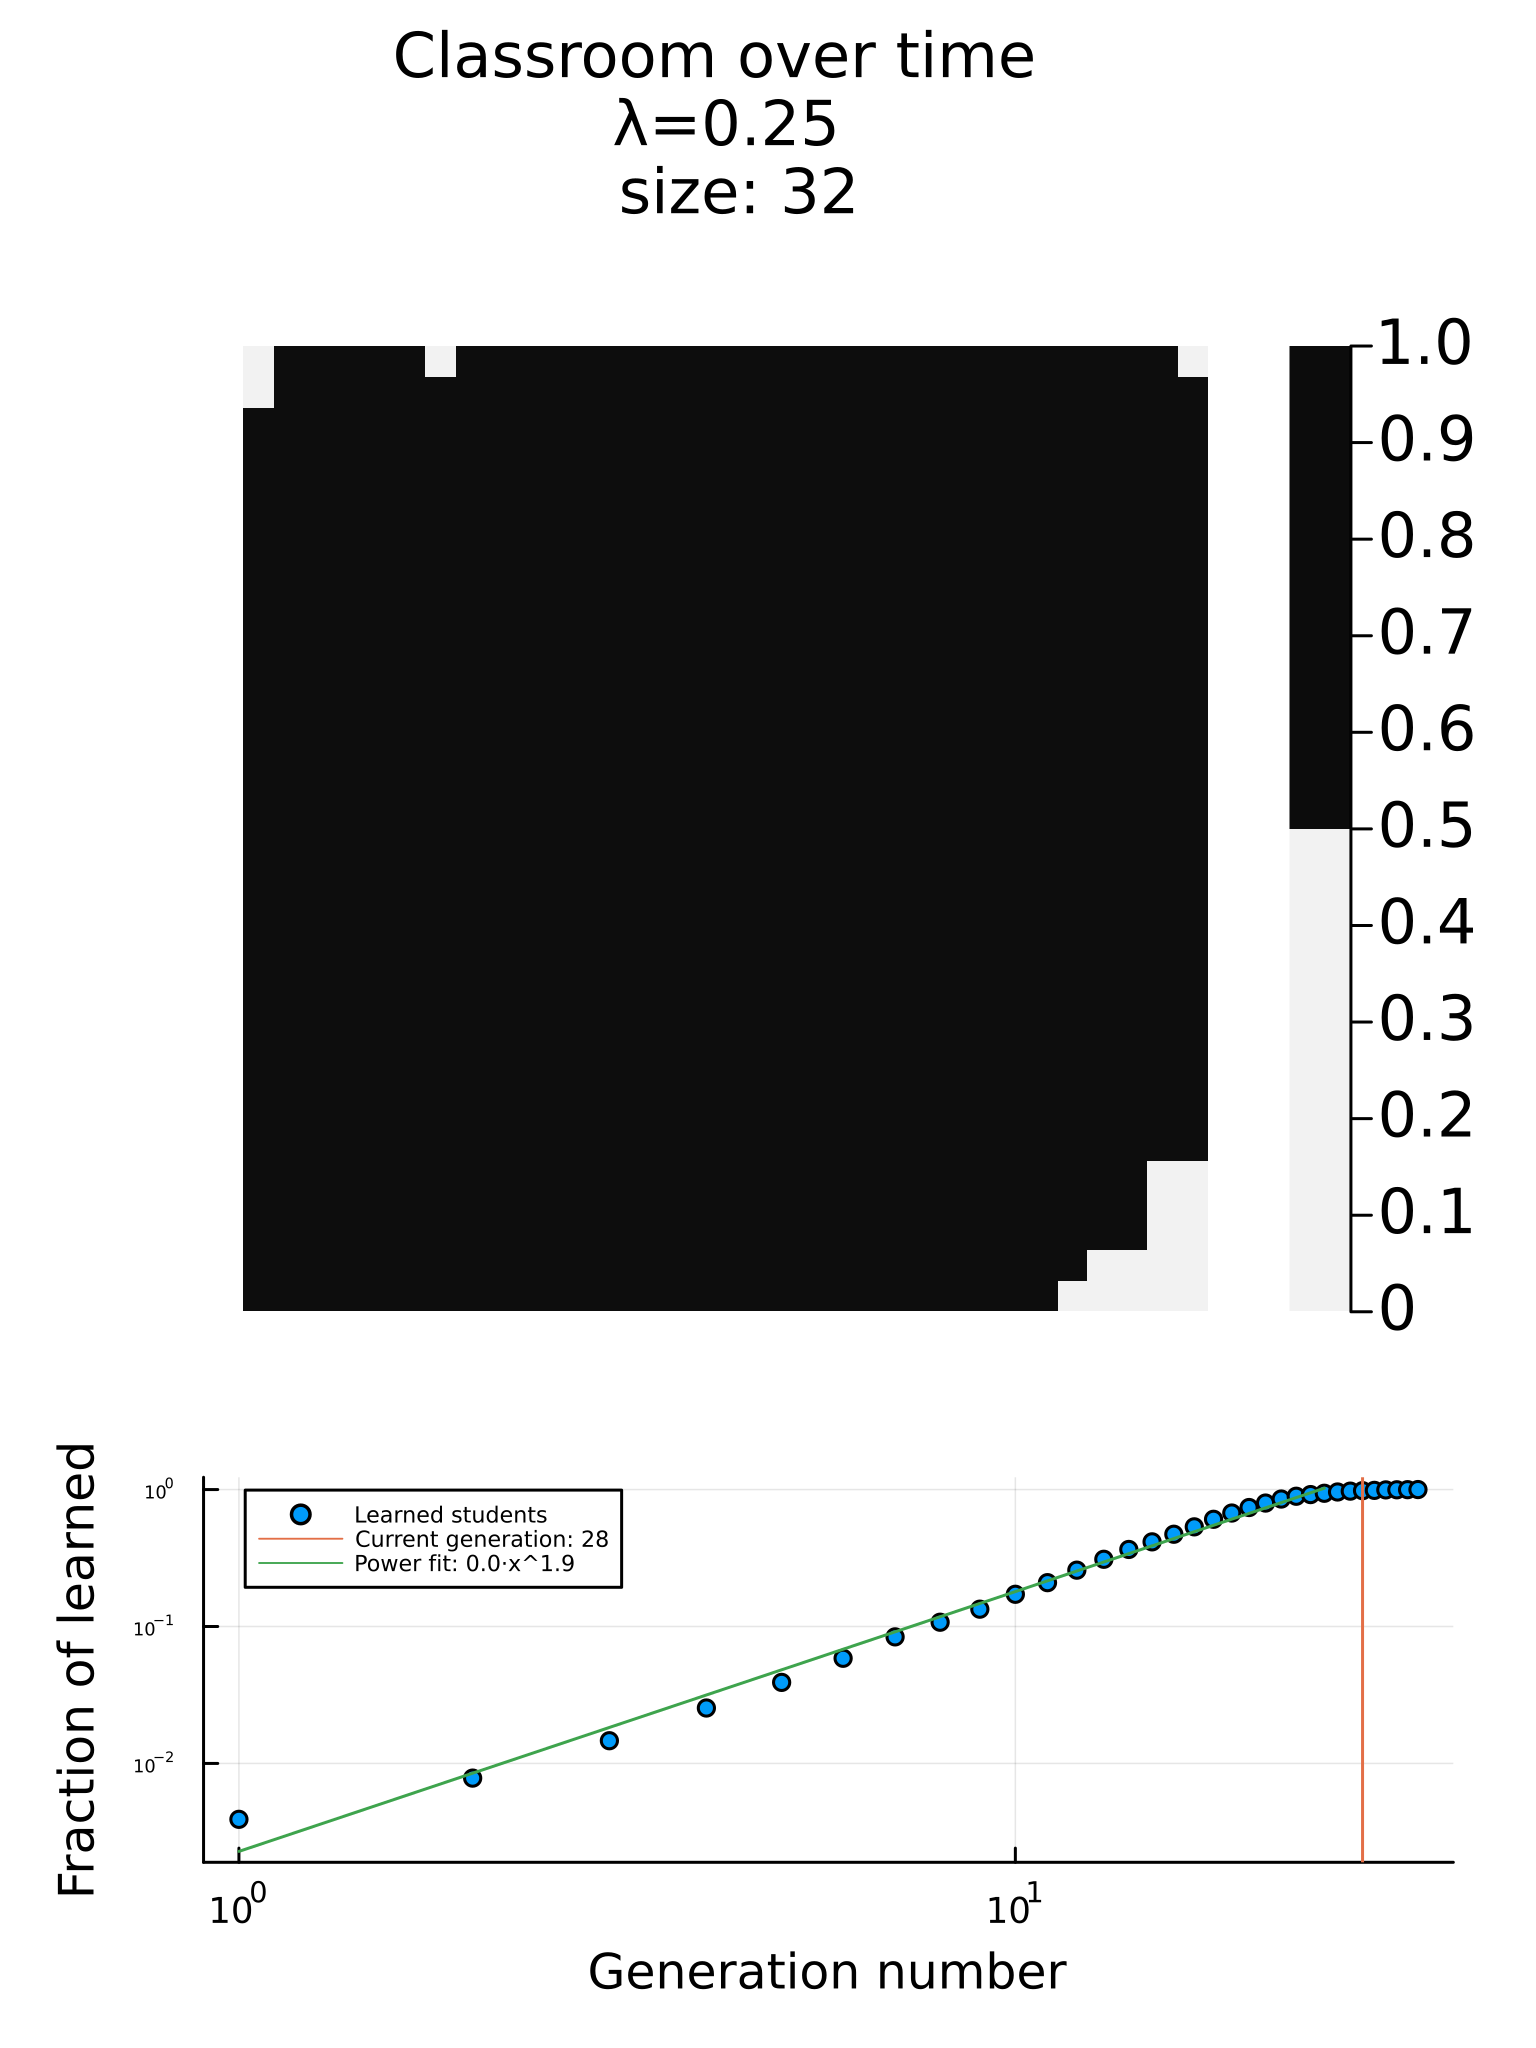 Classroom over time
λ=0.25
size: 32
1.0
0.9
0.8
0.7
0.6
0.5
0.4
0.3
0.2
0.1
0
Fraction of learned
10^0
10^−1
10^−2
Learned students
Current generation: 28
Power fit: 0.0·x^1.9
10^0
10^1
Generation number